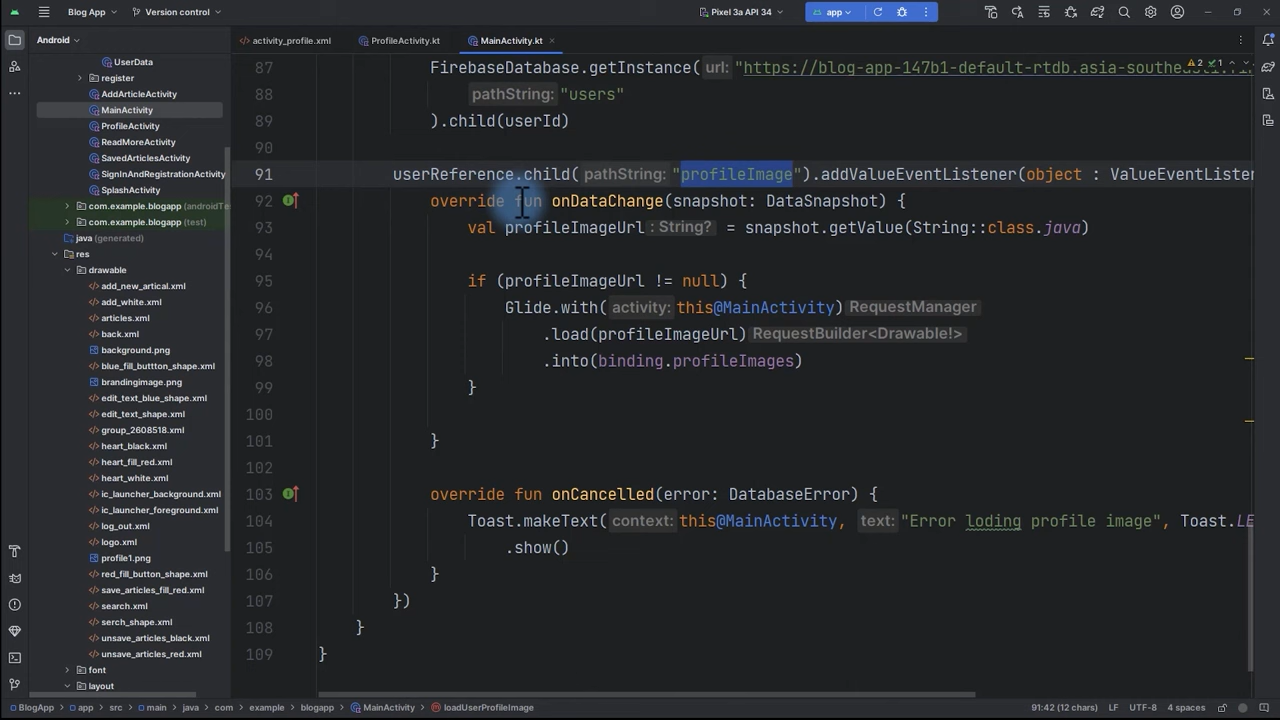 Blog App
Version control
Pixel 3a API 34
app
Android
activity_profile.xml
ProfileActivity.kt
MainActivity.kt
UserData
register
AddArticleActivity
MainActivity
ProfileActivity
ReadMoreActivity
SavedArticlesActivity
SignInAndRegistrationActivity
SplashActivity
com.example.blogapp (androidTe
com.example.blogapp (test)
java (generated)
res
drawable
add_new_artical.xml
add_white.xml
articles.xml
back.xml
background.png
blue_fill_buttton_shape.xml
brandingimage.png
edit_text_blue_shape.xml
edit_text_shape.xml
group_2608518.xml
heart_black.xml
heart_fill_red.xml
heart_white.xml
ic_launcher_background.xml
ic_launcher_foreground.xml
log_out.xml
logo.xml
profile1.png
red_fill_button_shape.xml
save_articles_fill_red.xml
search.xml
serch_shape.xml
unsave_articles_black.xml
unsave_articles_red.xml
font
layout
2 1
87 FirebaseDatabase.getInstance( url: "https://blog-app-147b1-default-rtdb.asia-southeast1.fi
88 pathString: "users"
89 ).child(userId)
90
91 userReference.child( pathString: "profileImage").addValueEventListener(object : ValueEventListen
92 override fun onDataChange(snapshot: DataSnapshot) {
93 val profileImageUrl : String? = snapshot.getValue(String::class.java)
94
95 if (profileImageUrl != null) {
96 Glide.with( activity: this@MainActivity) RequestManager
97 .load(profileImageUrl) RequestBuilder<Drawable!>
98 .into(binding.profileImages)
99 }
100
101 }
102
103 override fun onCancelled(error: DatabaseError) {
104 Toast.makeText( context: this@MainActivity, text: "Error loding profile image", Toast.LE
105 .show()
106 }
107 })
108 }
109 }
BlogApp > app > src > main > java > com > example > blogapp > MainActivity > loadUserProfileImage
91:42 (12 chars) LF UTF-8 4 spaces